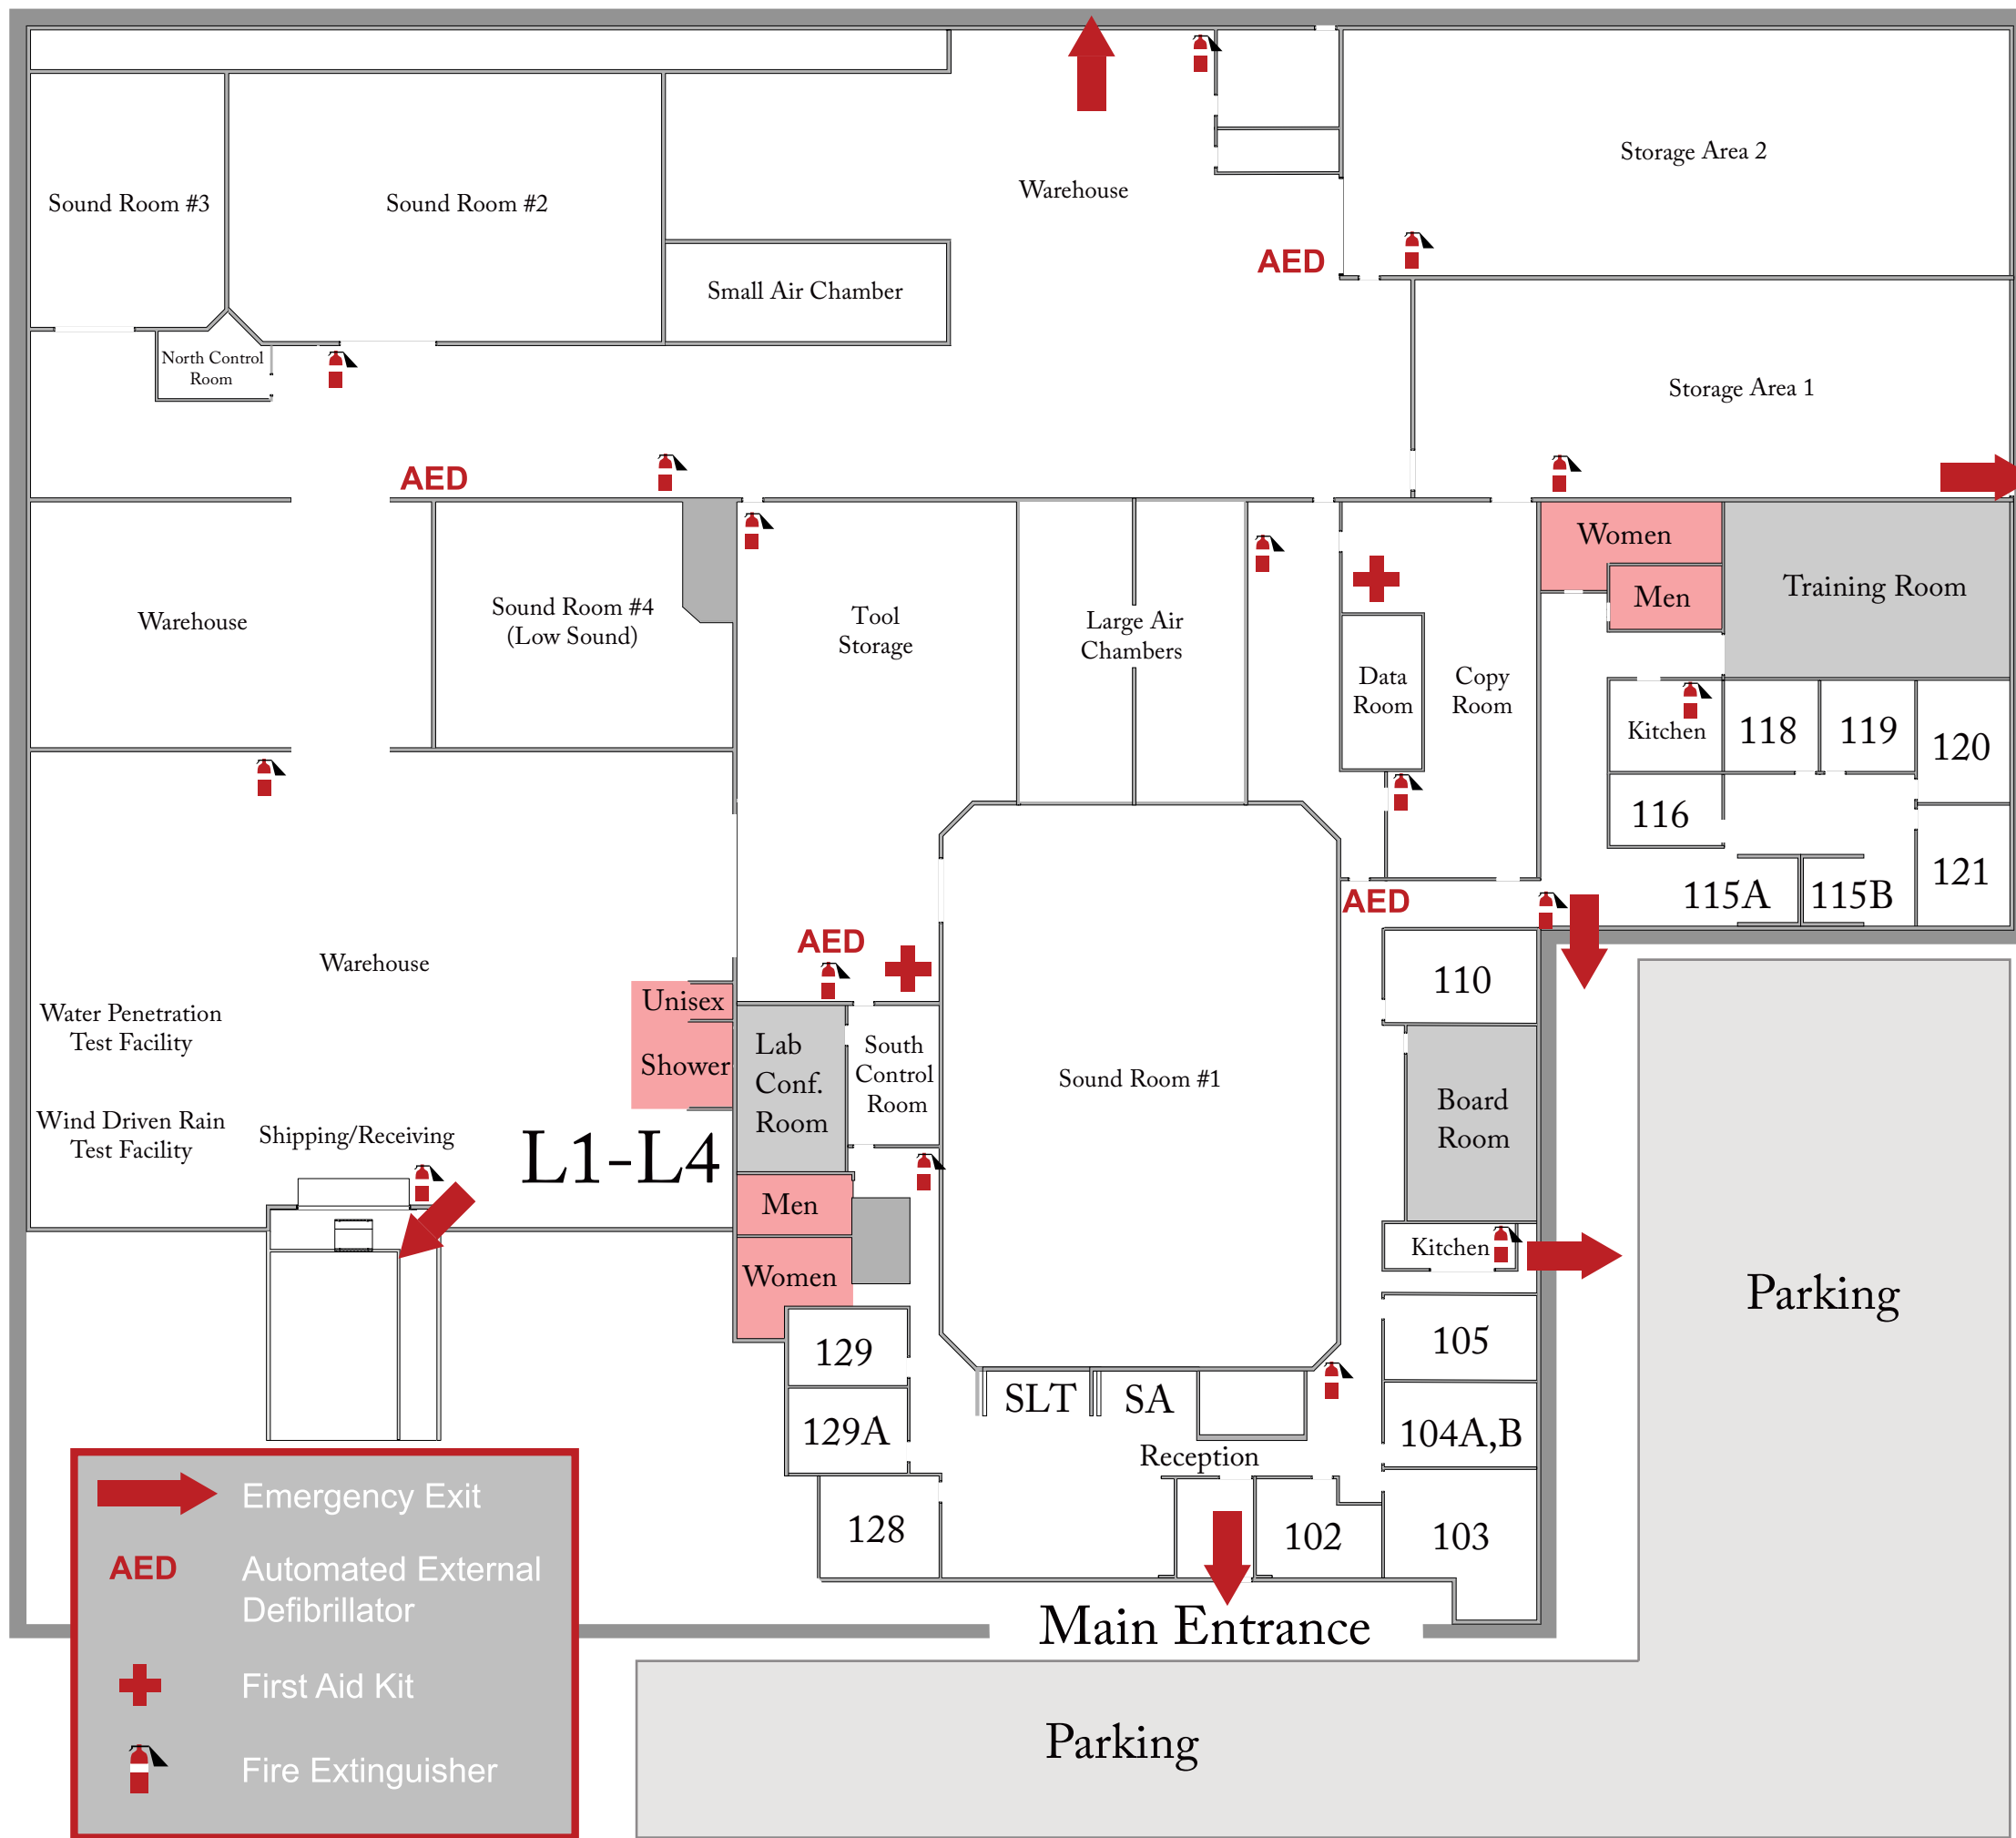 Storage Area 2
Sound Room #3
Sound Room #2
Warehouse
AED
Small Air Chamber
North Control
Room
Storage Area 1
AED
Women
Men
Training Room
Warehouse
Sound Room #4
(Low Sound)
Tool
Storage
Large Air
Chambers
Data
Room
Copy
Room
Kitchen
118
119
120
116
115A
115B
121
AED
AED
Warehouse
Water Penetration
Test Facility
Wind Driven Rain
Test Facility
Shipping/Receiving
Unisex
Shower
L1-L4
Lab
Conf.
Room
South
Control
Room
Sound Room #1
110
Board
Room
Men
Women
Kitchen
Parking
129
105
129A
SLT
SA
104A,B
Reception
128
102
103
Main Entrance
Parking
Emergency Exit
AED
Automated External
Defibrillator
First Aid Kit
Fire Extinguisher